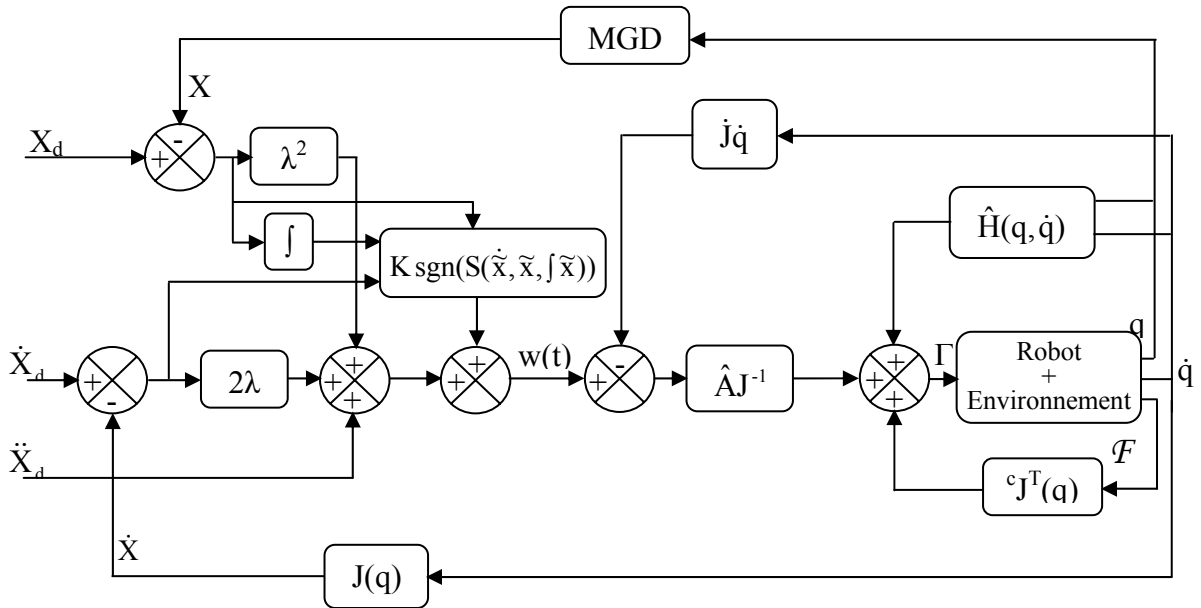 MGD
X
J̇q̇
X_d
-
+
λ²
Ĥ(q, q̇)
∫
K sgn(S(x̃̇, x̃, ∫x̃))
q
Ẋ_d
+
-
2λ
+
+
+
+
+
w(t)
+
-
ÂJ⁻¹
+
+
+
Γ
Robot
+
Environnement
q̇
Ẍ_d
ℱ
ᶜJᵀ(q)
Ẋ
J(q)